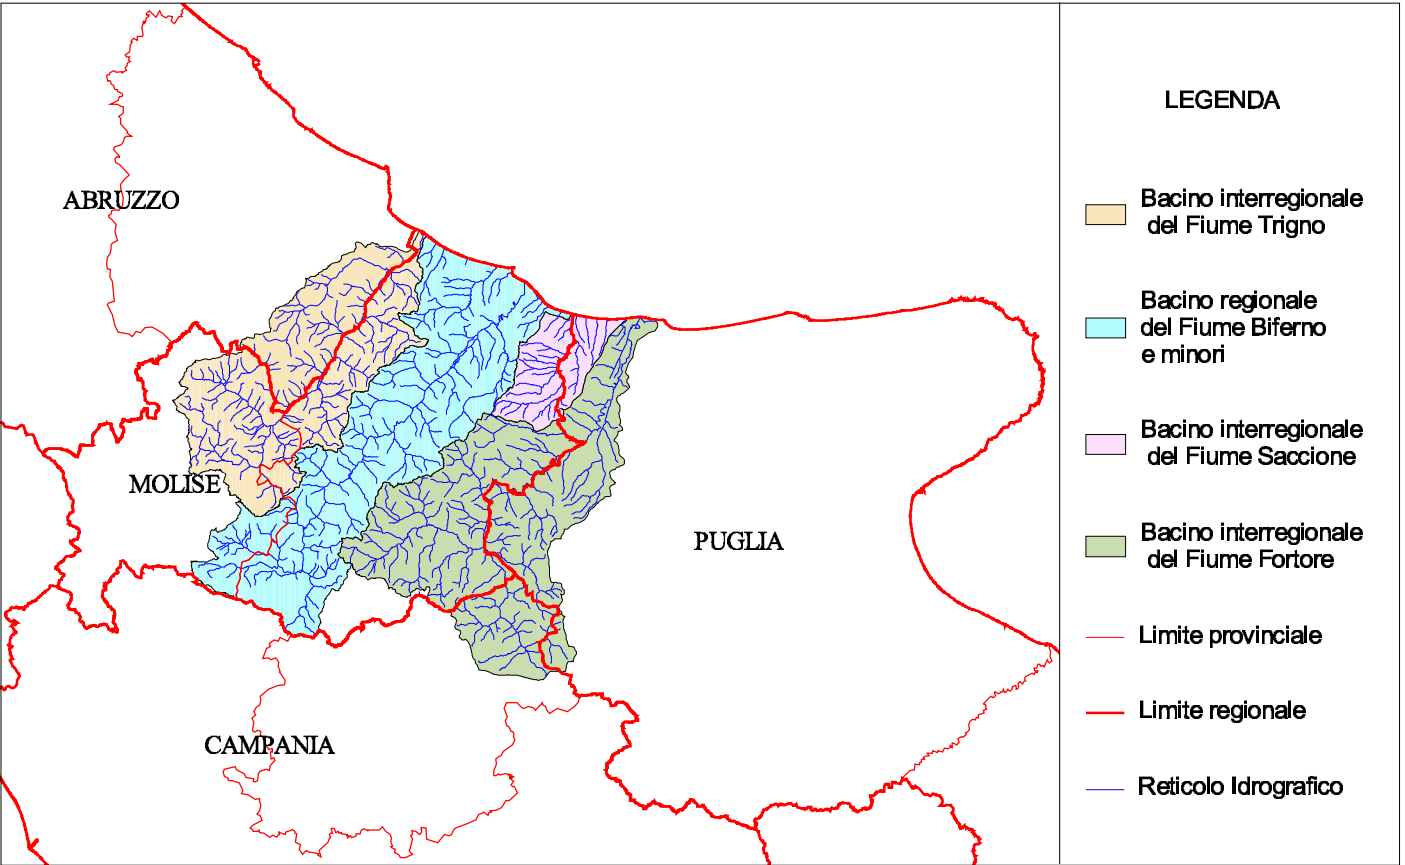 ABRUZZO
MOLISE
PUGLIA
CAMPANIA
LEGENDA
Bacino interregionale
del Fiume Trigno
Bacino regionale
del Fiume Biferno
e minori
Bacino interregionale
del Fiume Saccione
Bacino interregionale
del Fiume Fortore
Limite provinciale
Limite regionale
Reticolo Idrografico